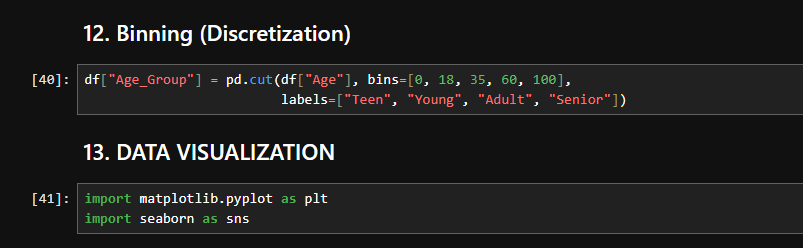 12. Binning (Discretization)
[40]: df["Age_Group"] = pd.cut(df["Age"], bins=[0, 18, 35, 60, 100],
labels=["Teen", "Young", "Adult", "Senior"])
13. DATA VISUALIZATION
[41]: import matplotlib.pyplot as plt
import seaborn as sns